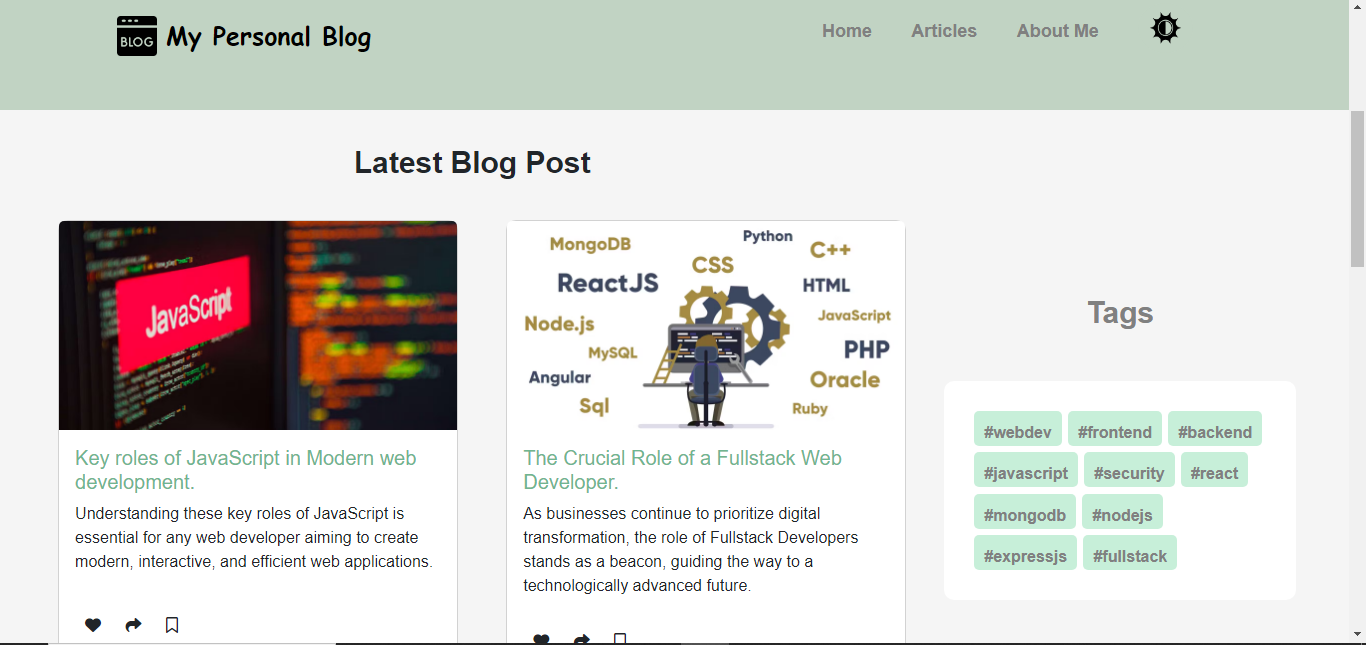 BLOG My Personal Blog
Home Articles About Me
Latest Blog Post
JavaScript
Key roles of JavaScript in Modern web
development.
Understanding these key roles of JavaScript is
essential for any web developer aiming to create
modern, interactive, and efficient web applications.
Python
MongoDB
C++
CSS
ReactJS
HTML
Node.js
JavaScript
MySQL
PHP
Angular
Oracle
Sql
Ruby
The Crucial Role of a Fullstack Web
Developer.
As businesses continue to prioritize digital
transformation, the role of Fullstack Developers
stands as a beacon, guiding the way to a
technologically advanced future.
Tags
#webdev #frontend #backend
#javascript #security #react
#mongodb #nodejs
#expressjs #fullstack